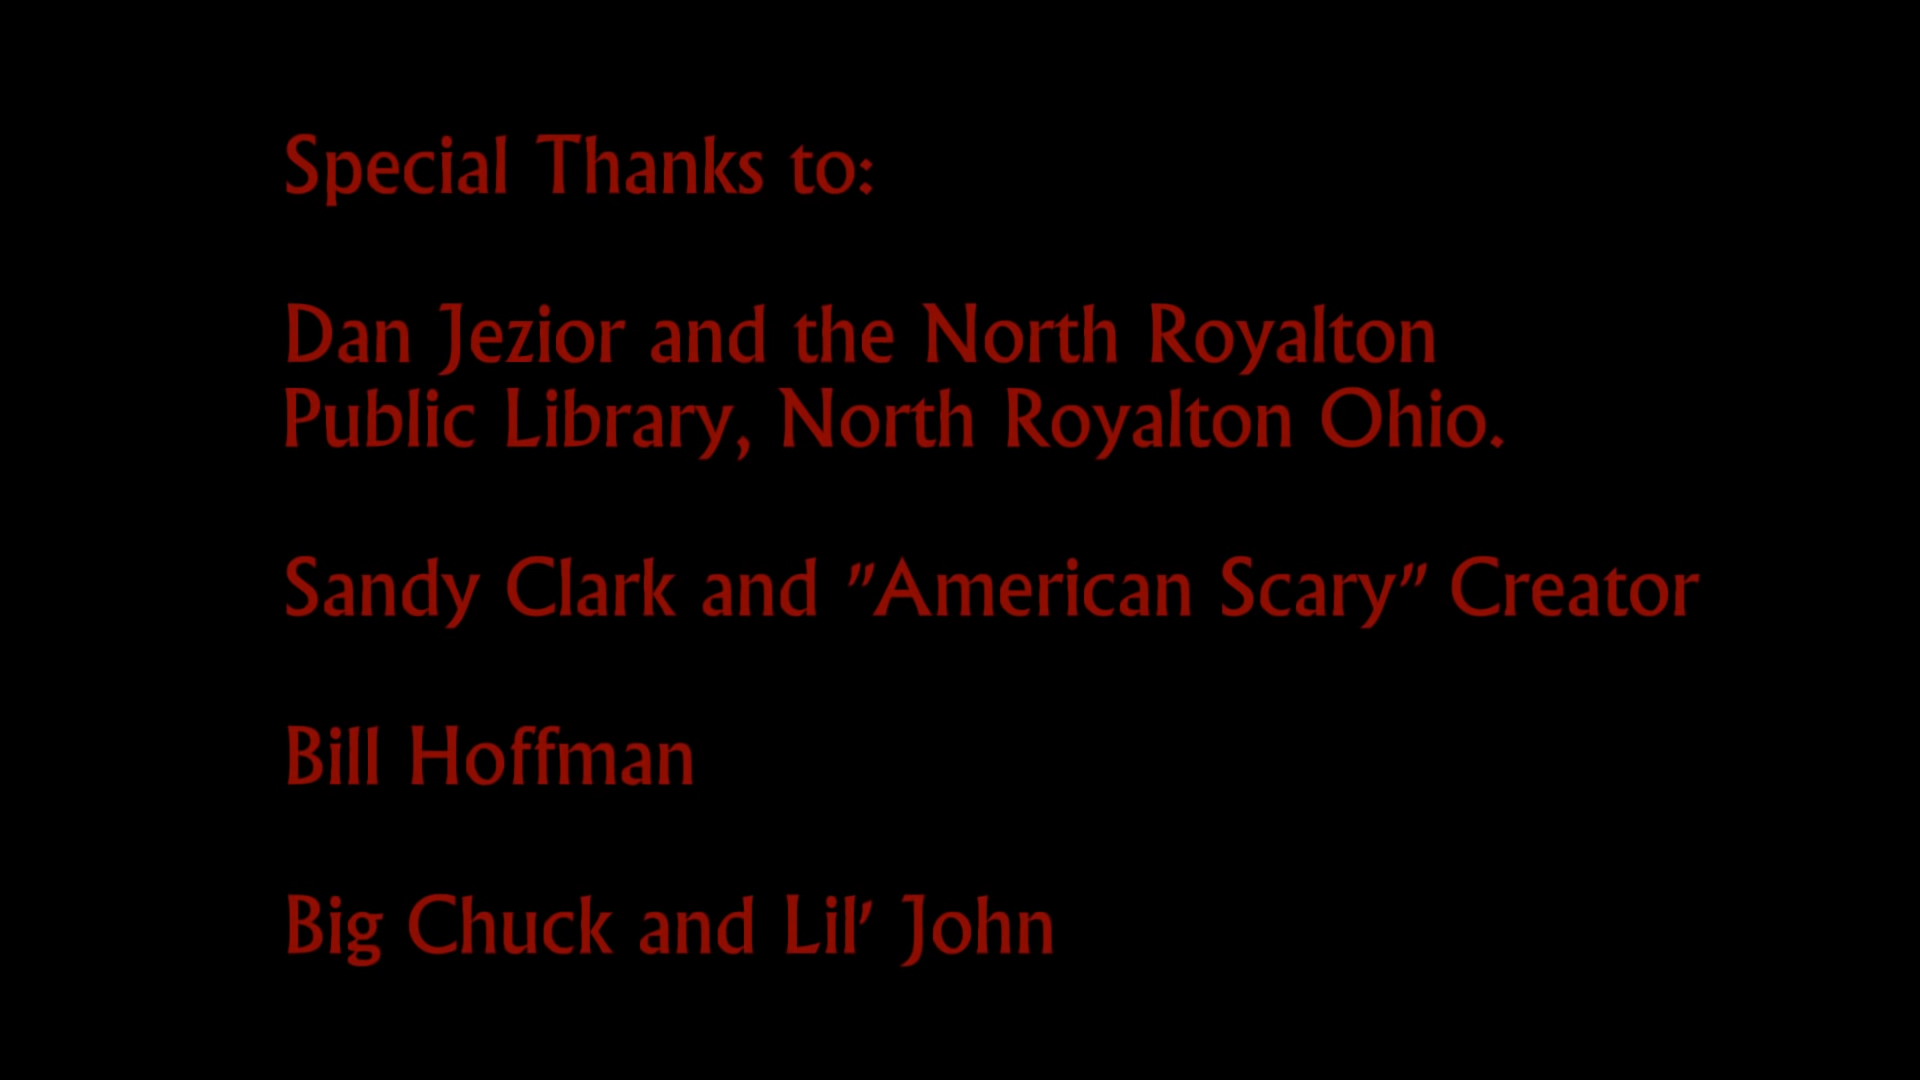 Special Thanks to:
Dan Jezior and the North Royalton
Public Library, North Royalton Ohio.
Sandy Clark and "American Scary" Creator
Bill Hoffman
Big Chuck and Lil' John